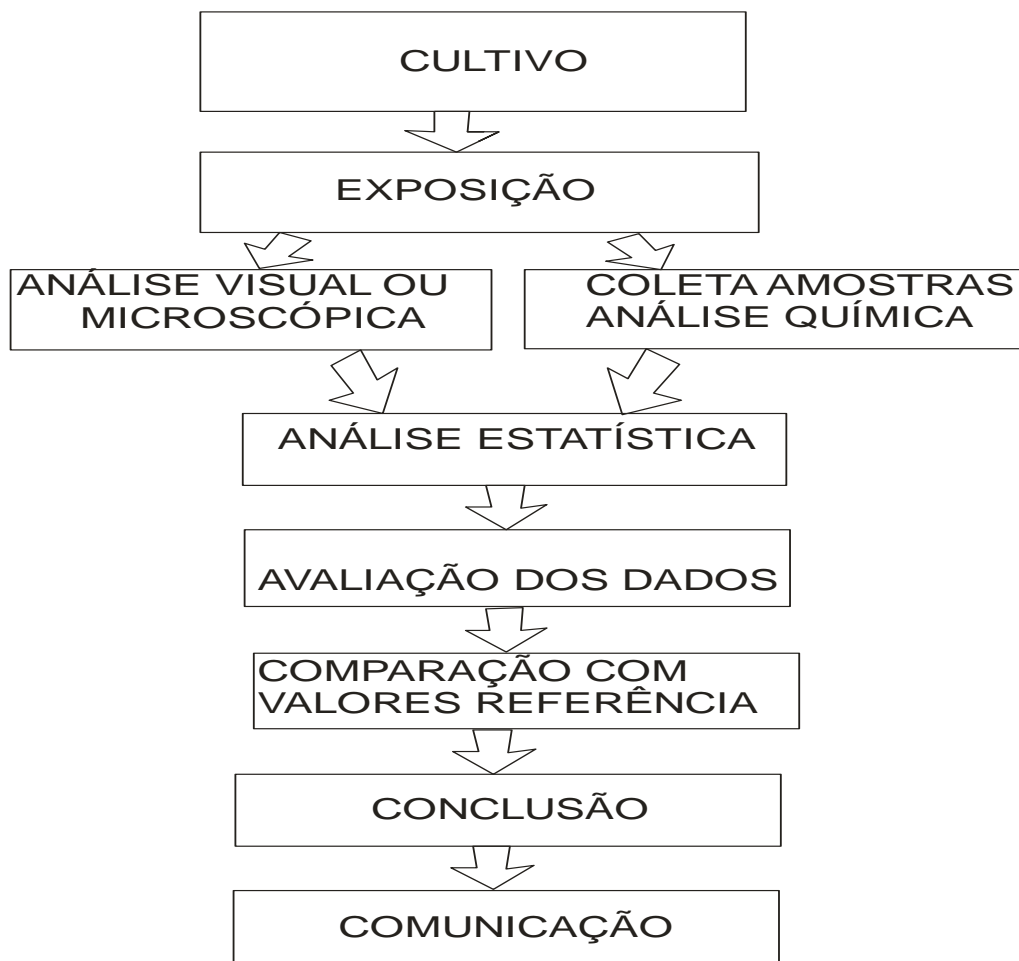 CULTIVO
EXPOSIÇÃO
ANÁLISE VISUAL OU
MICROSCÓPICA
COLETA AMOSTRAS
ANÁLISE QUÍMICA
ANÁLISE ESTATÍSTICA
AVALIAÇÃO DOS DADOS
COMPARAÇÃO COM
VALORES REFERÊNCIA
CONCLUSÃO
COMUNICAÇÃO